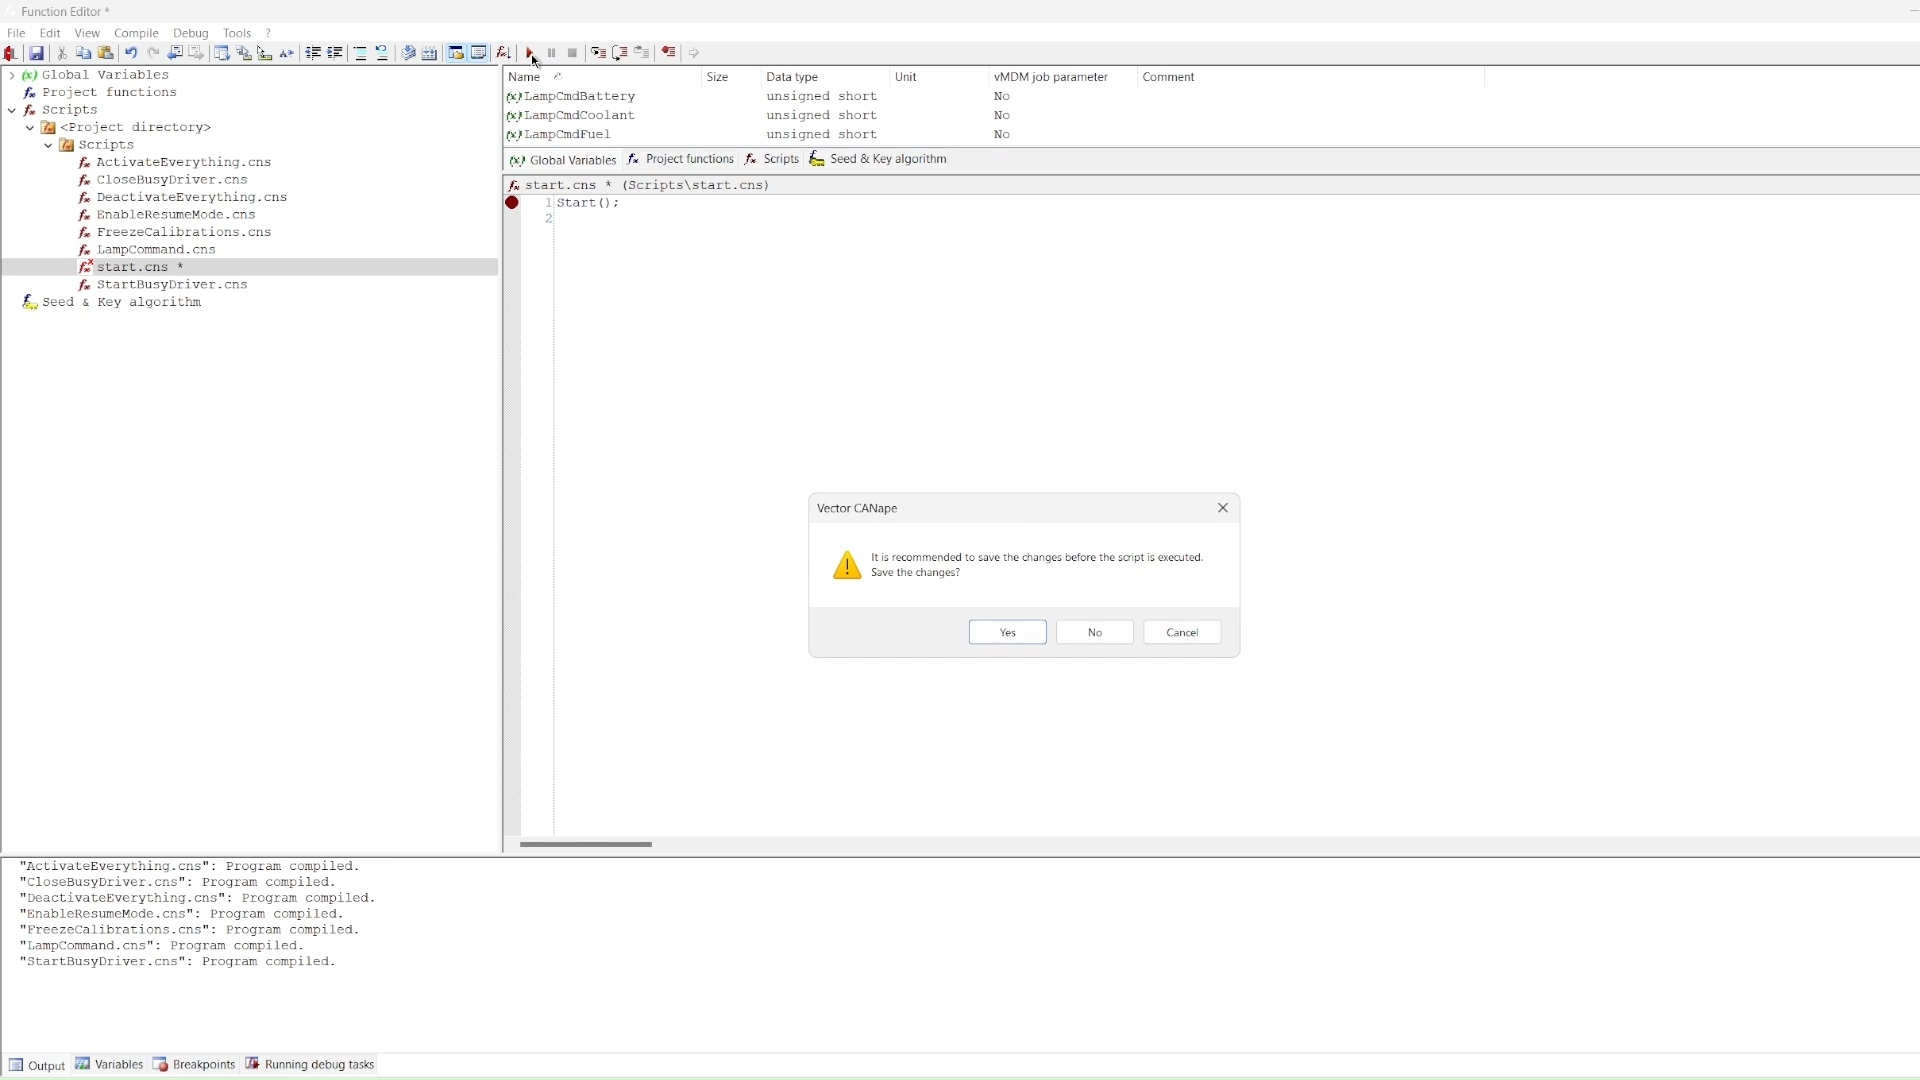 Function Editor *
File Edit View Compile Debug Tools ?
Global Variables
Project functions
Scripts
<Project directory>
Scripts
ActivateEverything.cns
CloseBusyDriver.cns
DeactivateEverything.cns
EnableResumeMode.cns
FreezeCalibrations.cns
LampCommand.cns
start.cns *
StartBusyDriver.cns
Seed & Key algorithm
Name Size Data type Unit vMDM job parameter Comment
LampCmdBattery unsigned short No
LampCmdCoolant unsigned short No
LampCmdFuel unsigned short No
Global Variables Project functions Scripts Seed & Key algorithm
start.cns * (Scripts\start.cns)
1 Start();
2
Vector CANape
It is recommended to save the changes before the script is executed.
Save the changes?
Yes No Cancel
"ActivateEverything.cns": Program compiled.
"CloseBusyDriver.cns": Program compiled.
"DeactivateEverything.cns": Program compiled.
"EnableResumeMode.cns": Program compiled.
"FreezeCalibrations.cns": Program compiled.
"LampCommand.cns": Program compiled.
"StartBusyDriver.cns": Program compiled.
Output Variables Breakpoints Running debug tasks